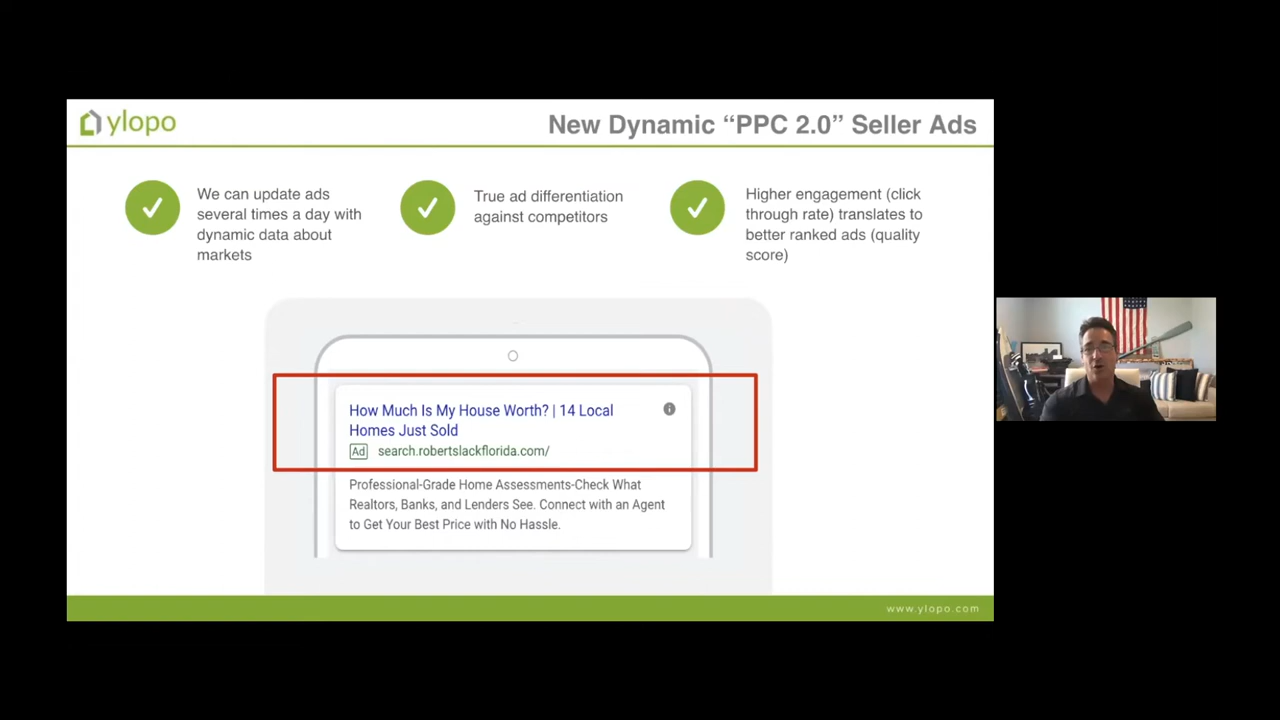 ylopo
New Dynamic “PPC 2.0” Seller Ads
We can update ads
several times a day with
dynamic data about
markets
True ad differentiation
against competitors
Higher engagement (click
through rate) translates to
better ranked ads (quality
score)
How Much Is My House Worth? | 14 Local
Homes Just Sold
Ad search.robertslackflorida.com/
Professional-Grade Home Assessments-Check What
Realtors, Banks, and Lenders See. Connect with an Agent
to Get Your Best Price with No Hassle.
www.ylopo.com